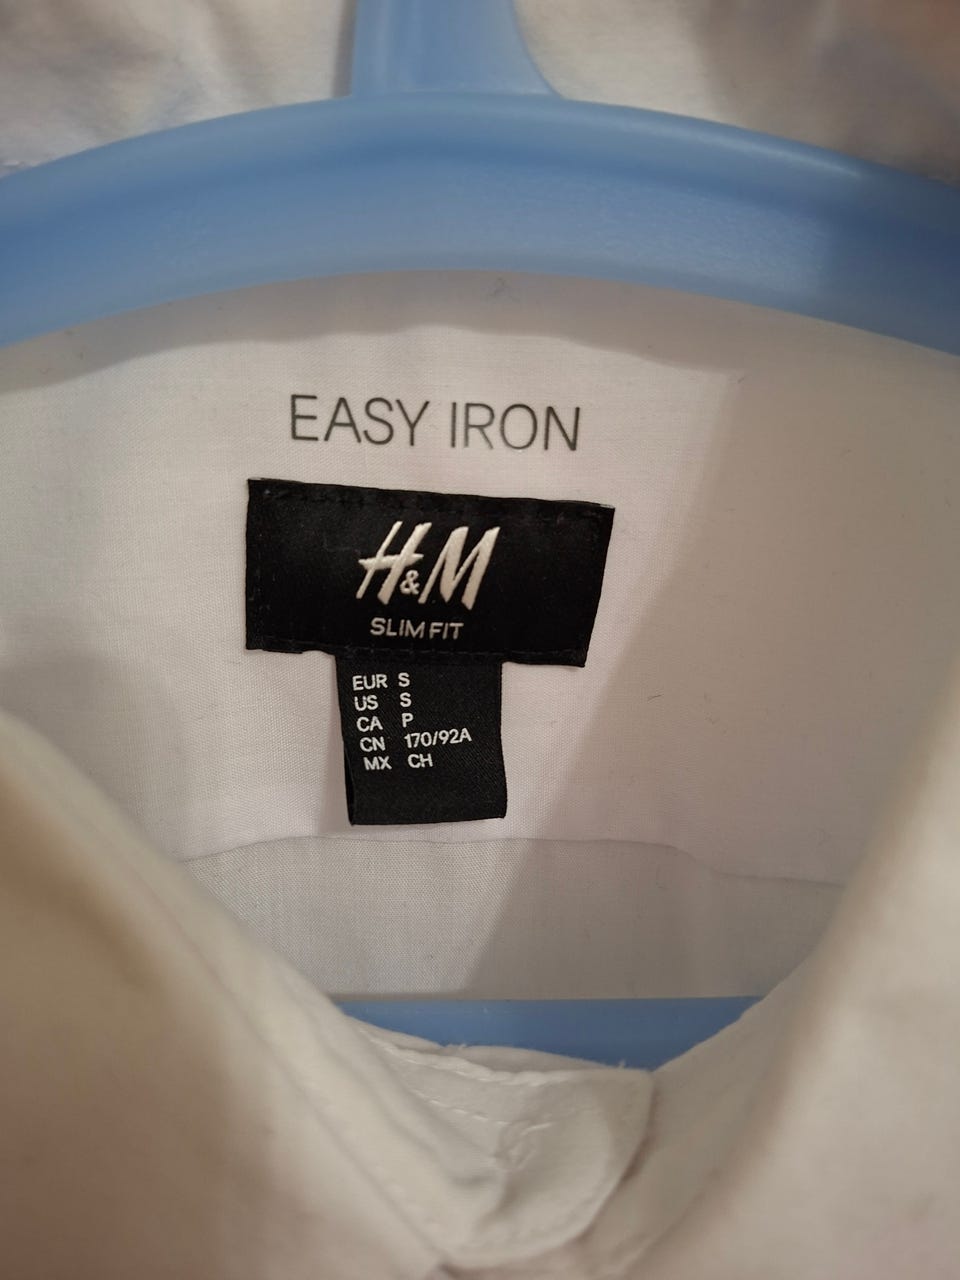 EASY IRON
H&M
SLIM FIT
EUR S
US S
CA P
CN 170/92A
MX CH